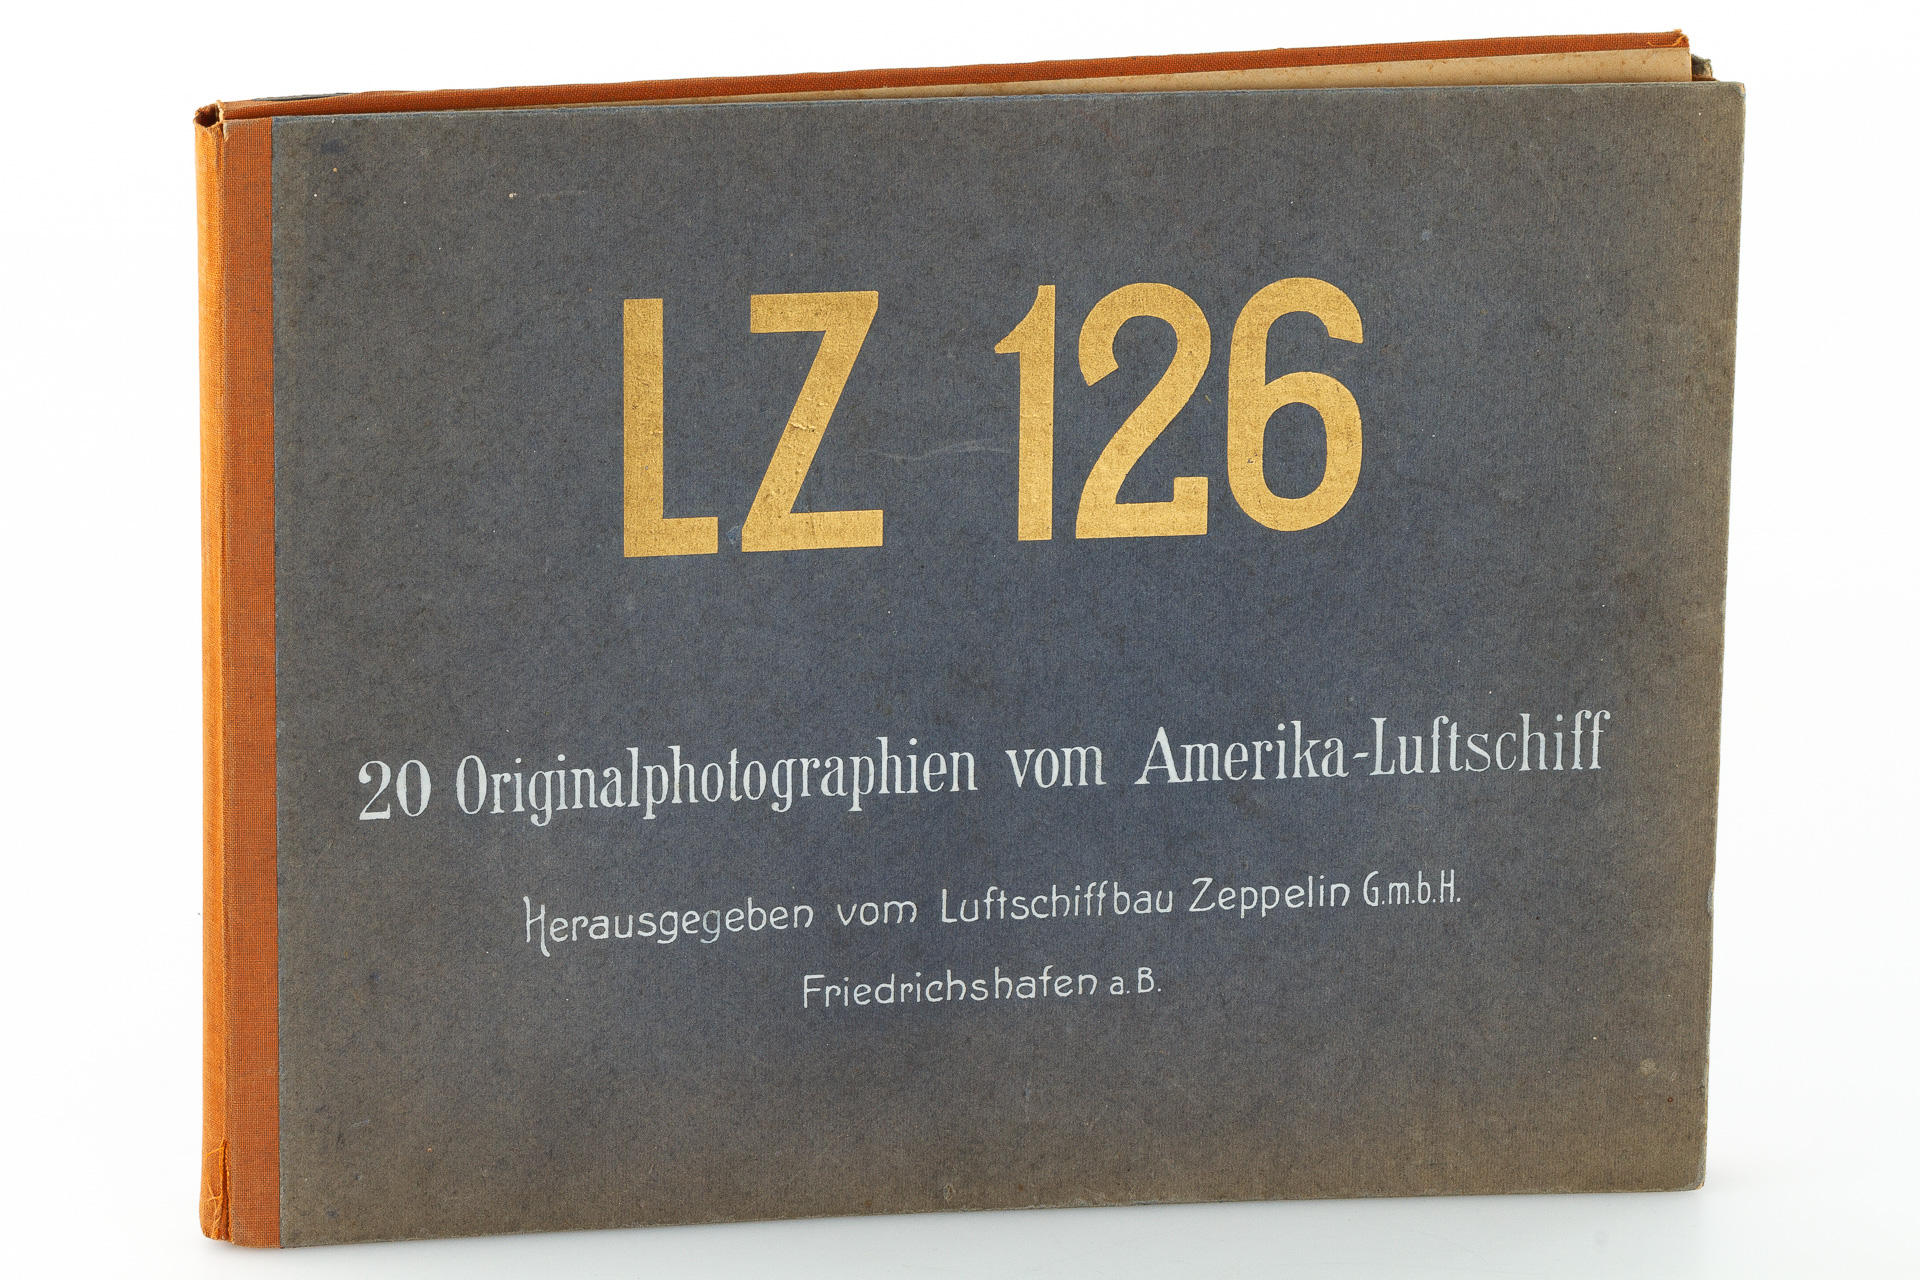 LZ 126
20 Originalphotographien vom Amerika-Luftschiff
Herausgegeben vom Luftschiffbau Zeppelin G.m.b.H.
Friedrichshafen a.B.